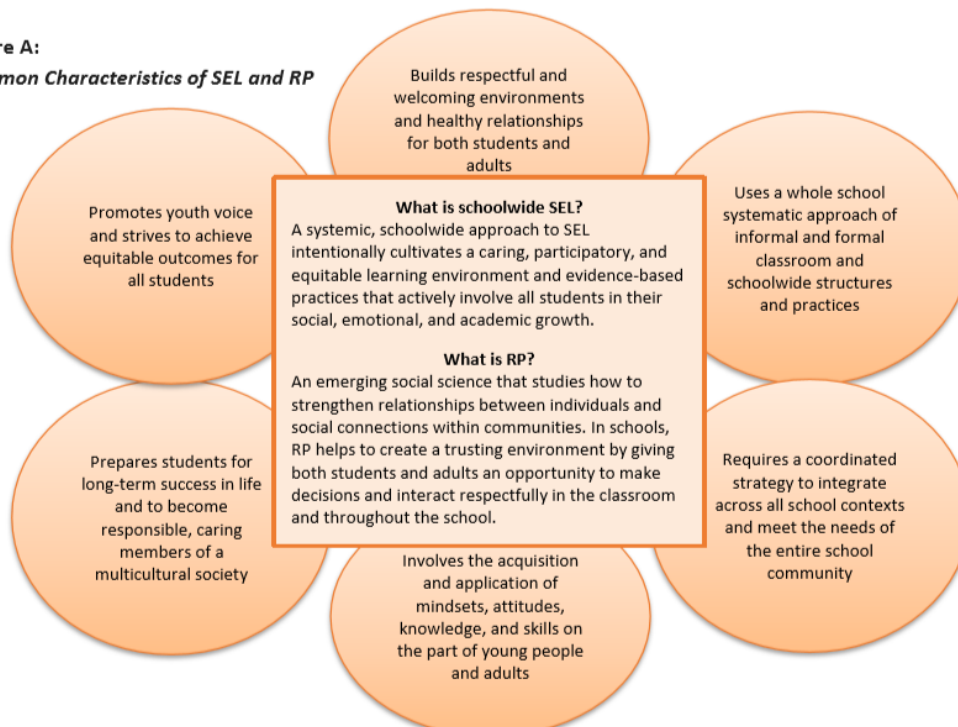 re A:
mon Characteristics of SEL and RP
Builds respectful and
welcoming environments
and healthy relationships
for both students and
adults
Promotes youth voice
and strives to achieve
equitable outcomes for
all students
Uses a whole school
systematic approach of
informal and formal
classroom and
schoolwide structures
and practices
What is schoolwide SEL?
A systemic, schoolwide approach to SEL
intentionally cultivates a caring, participatory, and
equitable learning environment and evidence-based
practices that actively involve all students in their
social, emotional, and academic growth.
What is RP?
An emerging social science that studies how to
strengthen relationships between individuals and
social connections within communities. In schools,
RP helps to create a trusting environment by giving
both students and adults an opportunity to make
decisions and interact respectfully in the classroom
and throughout the school.
Prepares students for
long-term success in life
and to become
responsible, caring
members of a
multicultural society
Requires a coordinated
strategy to integrate
across all school contexts
and meet the needs of
the entire school
community
Involves the acquisition
and application of
mindsets, attitudes,
knowledge, and skills on
the part of young people
and adults